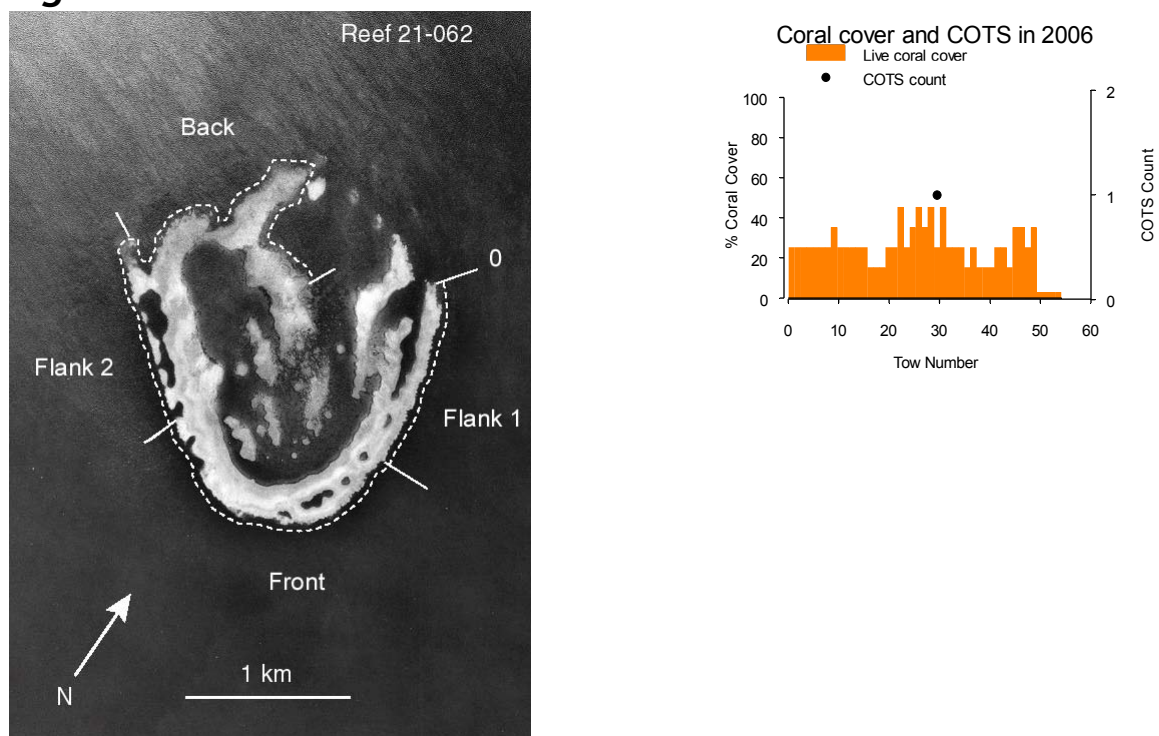 Reef 21-062
Back
0
Flank 2
Flank 1
Front
N
1 km
Coral cover and COTS in 2006
Live coral cover
COTS count
100
80
60
40
20
0
% Coral Cover
2
1
0
COTS Count
0 10 20 30 40 50 60
Tow Number